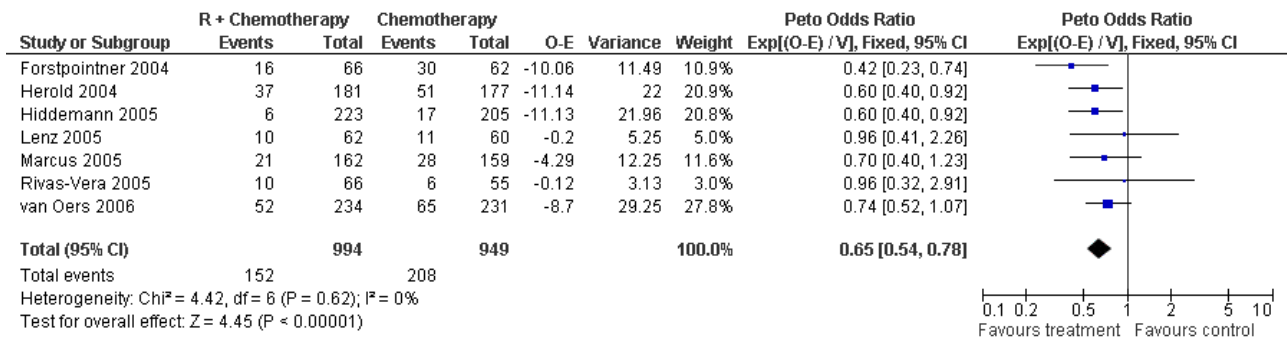 R + Chemotherapy Chemotherapy Peto Odds Ratio Peto Odds Ratio
Study or Subgroup Events Total Events Total O-E Variance Weight Exp[(O-E) / V], Fixed, 95% CI Exp[(O-E) / V], Fixed, 95% CI
Forstpointner 2004 16 66 30 62 -10.06 11.49 10.9% 0.42 [0.23, 0.74]
Herold 2004 37 181 51 177 -11.14 22 20.9% 0.60 [0.40, 0.92]
Hiddemann 2005 6 223 17 205 -11.13 21.96 20.8% 0.60 [0.40, 0.92]
Lenz 2005 10 62 11 60 -0.2 5.25 5.0% 0.96 [0.41, 2.26]
Marcus 2005 21 162 28 159 -4.29 12.25 11.6% 0.70 [0.40, 1.23]
Rivas-Vera 2005 10 66 6 55 -0.12 3.13 3.0% 0.96 [0.32, 2.91]
van Oers 2006 52 234 65 231 -8.7 29.25 27.8% 0.74 [0.52, 1.07]
Total (95% CI) 994 949 100.0% 0.65 [0.54, 0.78]
Total events 152 208
Heterogeneity: Chi² = 4.42, df = 6 (P = 0.62); I² = 0%
Test for overall effect: Z = 4.45 (P < 0.00001)
0.1 0.2 0.5 1 2 5 10
Favours treatment Favours control